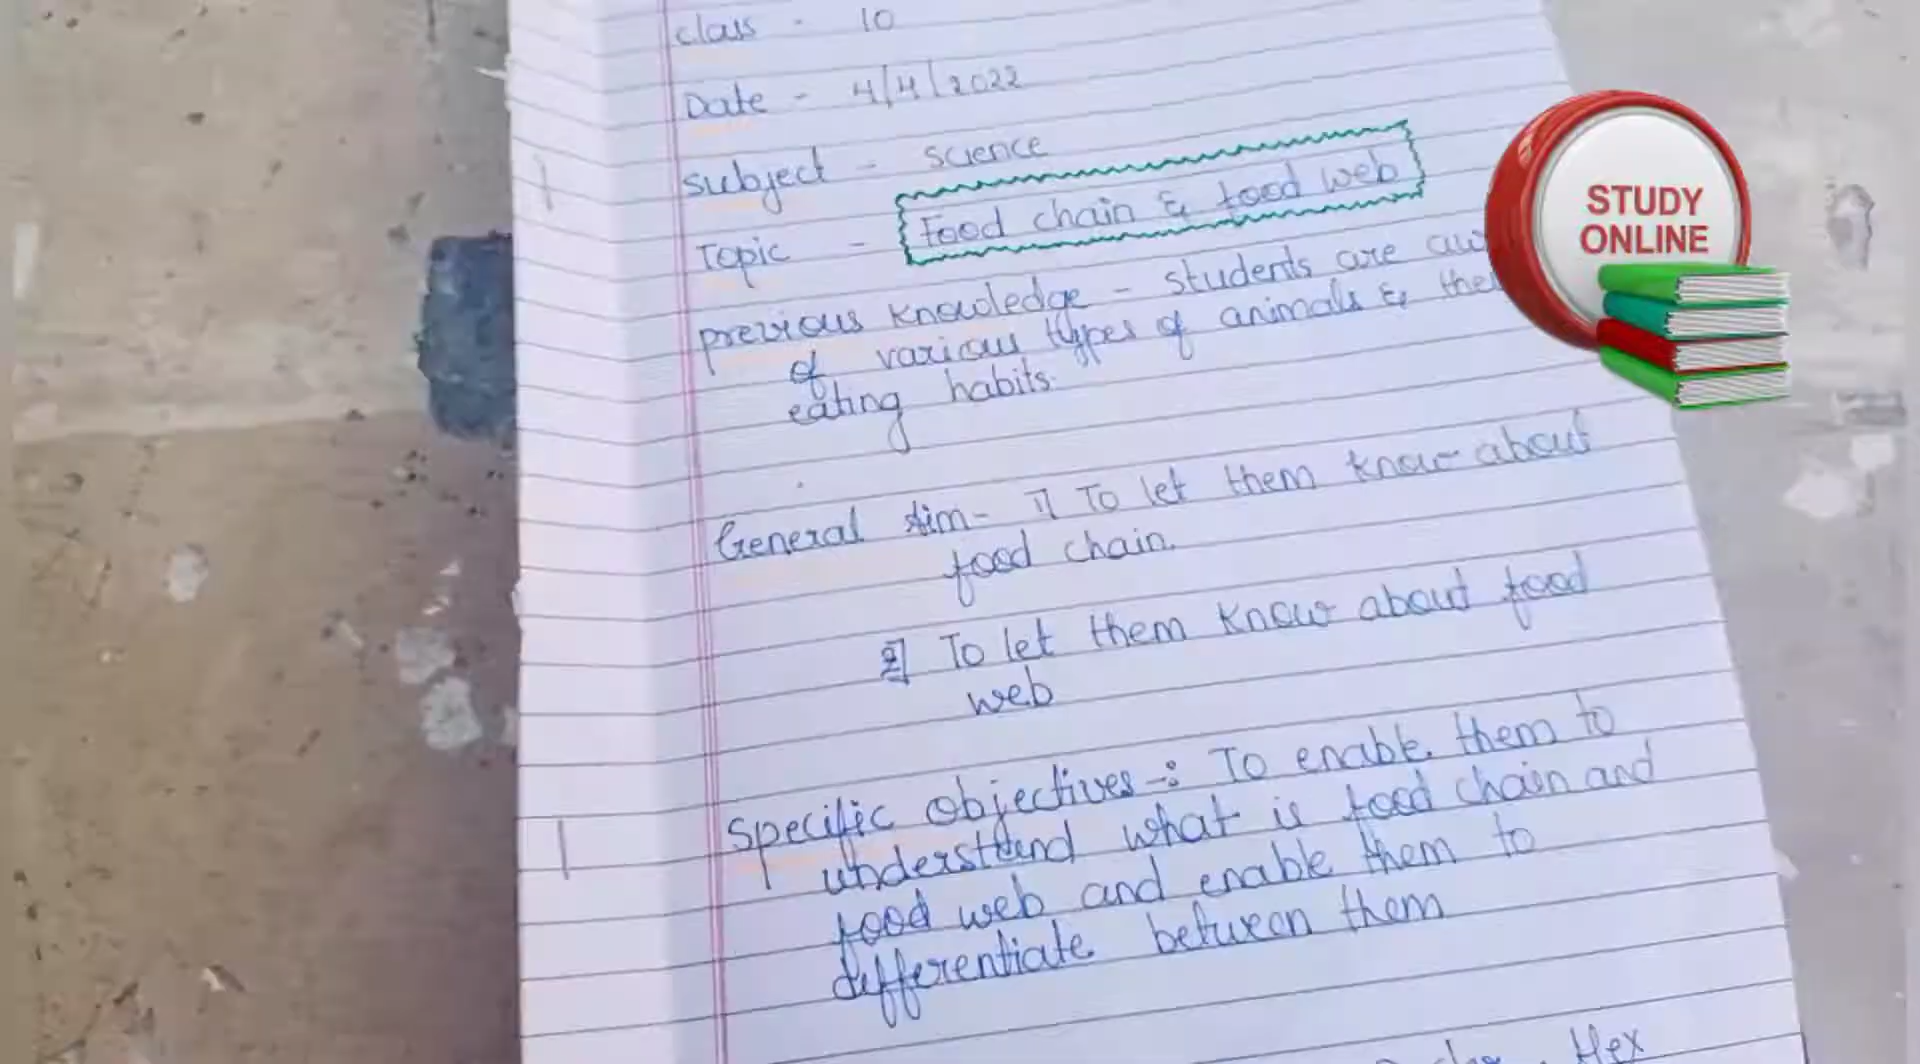 class - 10
Date - 4/4/2022
subject - science
Topic - Food chain & food web
previous knowledge - students are
of various types of animals &
eating habits.
General Aim - 1] To let them know about
food chain.
2] To let them know about food
web
specific objectives -: To enable them to
understand what is food chain and
food web and enable them to
differentiate between them
STUDY
ONLINE